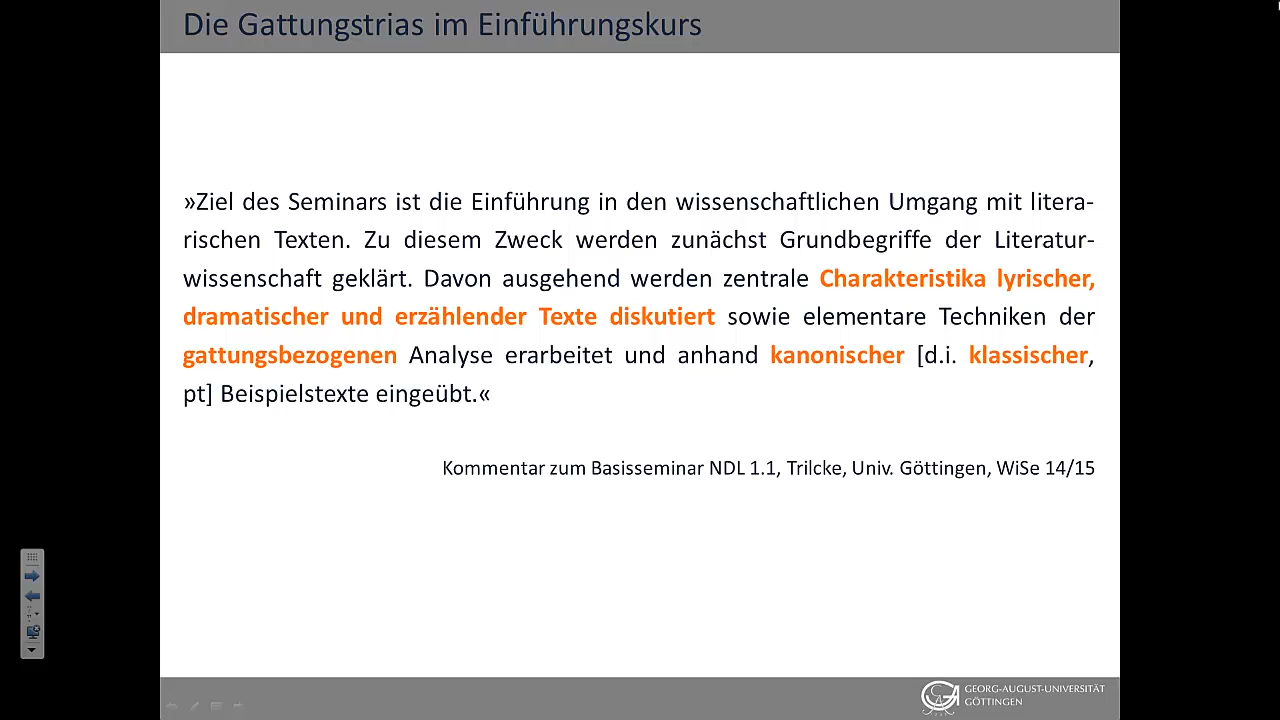 Die Gattungstrias im Einführungskurs
»Ziel des Seminars ist die Einführung in den wissenschaftlichen Umgang mit litera-
rischen Texten. Zu diesem Zweck werden zunächst Grundbegriffe der Literatur-
wissenschaft geklärt. Davon ausgehend werden zentrale Charakteristika lyrischer,
dramatischer und erzählender Texte diskutiert sowie elementare Techniken der
gattungsbezogenen Analyse erarbeitet und anhand kanonischer [d.i. klassischer,
pt] Beispielstexte eingeübt.«
Kommentar zum Basisseminar NDL 1.1, Trilcke, Univ. Göttingen, WiSe 14/15
GEORG-AUGUST-UNIVERSITÄT
GÖTTINGEN